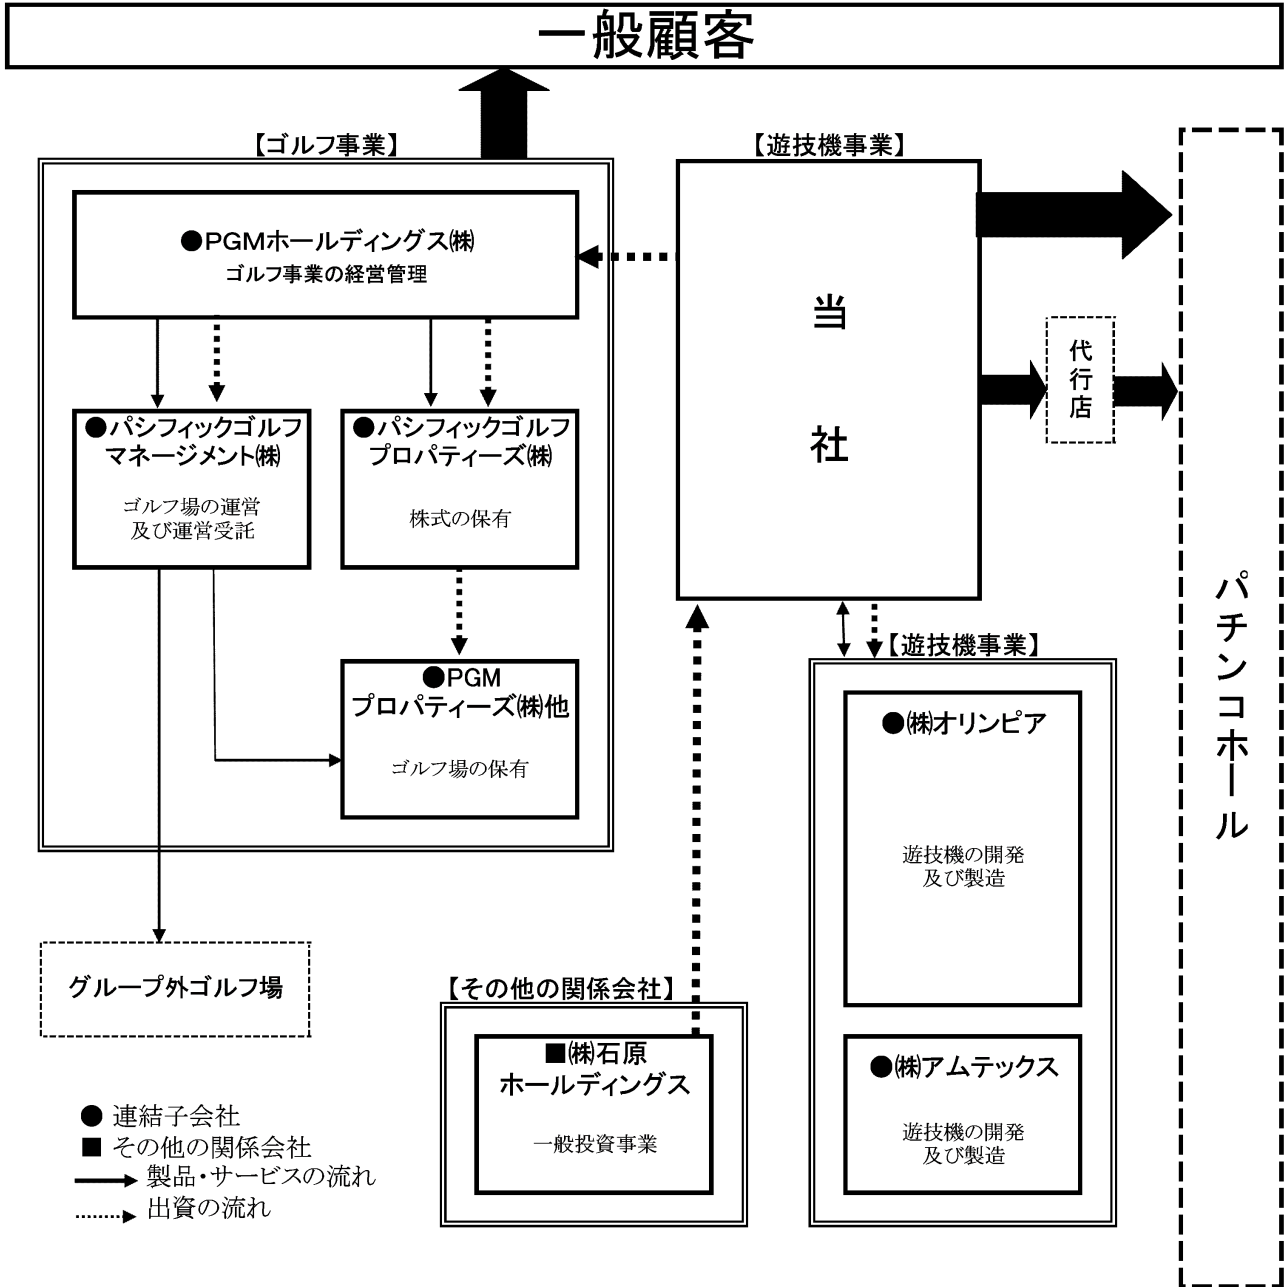 一般顧客
【ゴルフ事業】
●PGMホールディングス㈱
ゴルフ事業の経営管理
●パシフィックゴルフ
マネージメント㈱
ゴルフ場の運営
及び運営受託
●パシフィックゴルフ
プロパティーズ㈱
株式の保有
●PGM
プロパティーズ㈱他
ゴルフ場の保有
グループ外ゴルフ場
【遊技機事業】
当社
代行店
パチンコホール
【遊技機事業】
●㈱オリンピア
遊技機の開発
及び製造
●㈱アムテックス
遊技機の開発
及び製造
【その他の関係会社】
■㈱石原
ホールディングス
一般投資事業
● 連結子会社
■ その他の関係会社
製品・サービスの流れ
出資の流れ